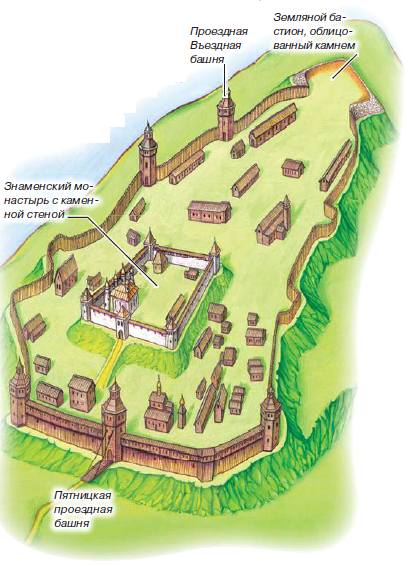 Земляной ба-
стион, облицо-
ванный камнем
Проездная
Въездная
башня
Знаменский мо-
настырь с камен-
ной стеной
Пятницкая
проездная
башня